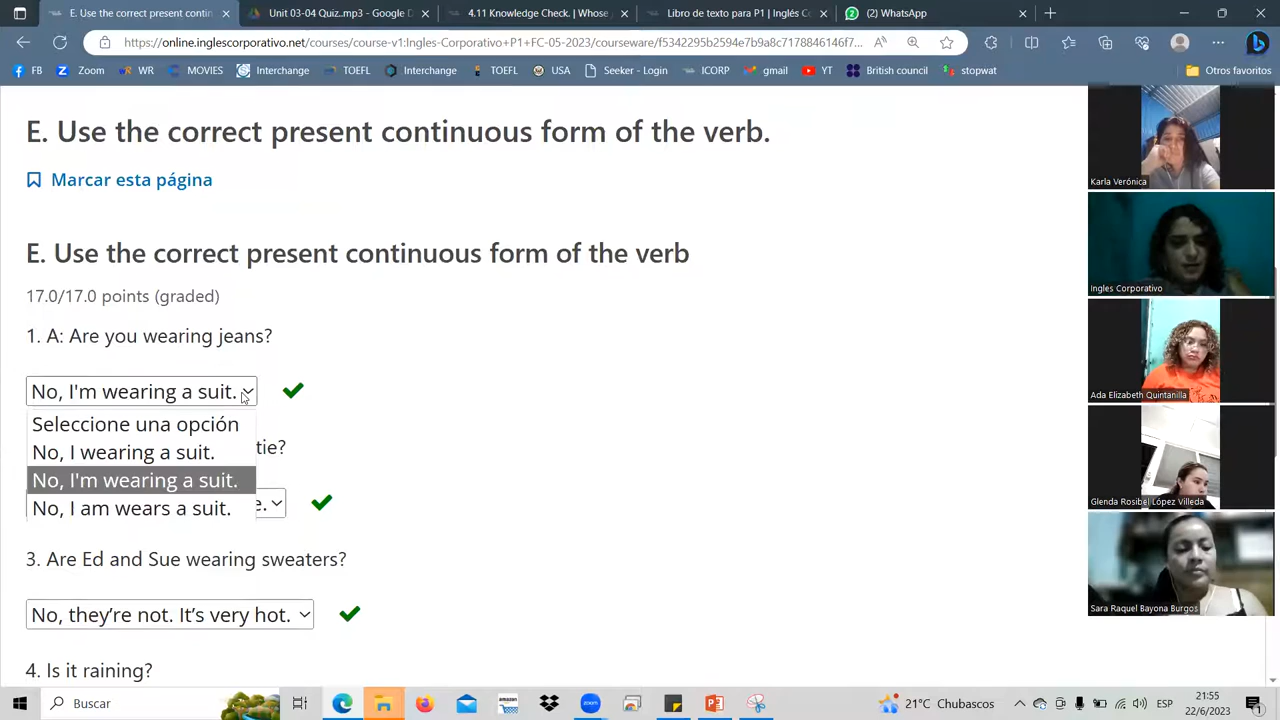 E. Use the correct present contin
Unit 03-04 Quiz.mp3 - Google D
4.11 Knowledge Check. | Whose
Libro de texto para P1 | Inglés C
(2) WhatsApp
https://online.inglescorporativo.net/courses/course-v1:Ingles-Corporativo+P1+FC-05-2023/courseware/f5342295b2594e7b9a8c7178846146f7...
FB
Zoom
WR
MOVIES
Interchange
TOEFL
Interchange
TOEFL
USA
Seeker - Login
ICORP
gmail
YT
British council
stopwat
Otros favoritos
E. Use the correct present continuous form of the verb.
Marcar esta página
E. Use the correct present continuous form of the verb
17.0/17.0 points (graded)
1. A: Are you wearing jeans?
No, I'm wearing a suit.
Seleccione una opción
No, I wearing a suit.
tie?
No, I'm wearing a suit.
No, I am wears a suit.
e.
3. Are Ed and Sue wearing sweaters?
No, they’re not. It’s very hot.
4. Is it raining?
Karla Verónica
Ingles Corporativo
Ada Elizabeth Quintanilla
Glenda Rosibel López Villeda
Sara Raquel Bayona Burgos
Buscar
zoom
21°C Chubascos
ESP
21:55
22/6/2023